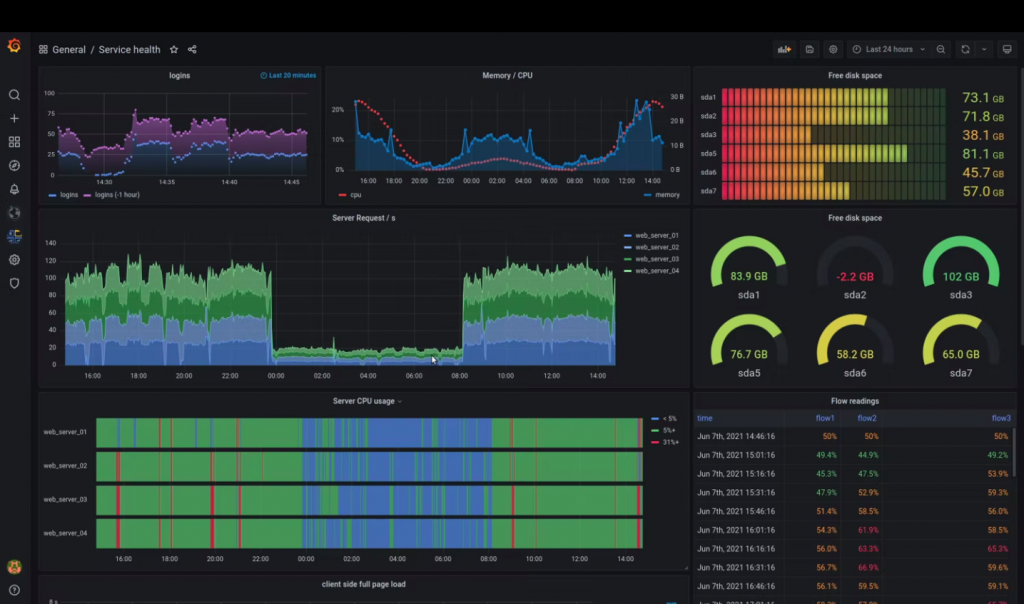 General / Service health
Last 24 hours
logins
Last 20 minutes
100
75
50
25
0
14:30 14:35 14:40 14:45
logins logins (-1 hour)
Memory / CPU
20%
10%
0%
30 B
20 B
10 B
0 B
16:00 18:00 20:00 22:00 00:00 02:00 04:00 06:00 08:00 10:00 12:00 14:00
cpu
memory
Free disk space
sda1 73.1 GB
sda2 71.8 GB
sda3 38.1 GB
sda5 81.1 GB
sda6 45.7 GB
sda7 57.0 GB
Server Request / s
140
120
100
80
60
40
20
0
16:00 18:00 20:00 22:00 00:00 02:00 04:00 06:00 08:00 10:00 12:00 14:00
web_server_01
web_server_02
web_server_03
web_server_04
Free disk space
83.9 GB -2.2 GB 102 GB
sda1 sda2 sda3
76.7 GB 58.2 GB 65.0 GB
sda5 sda6 sda7
Server CPU usage
web_server_01
web_server_02
web_server_03
web_server_04
16:00 18:00 20:00 22:00 00:00 02:00 04:00 06:00 08:00 10:00 12:00 14:00
< 5%
5%+
31%+
Flow readings
time flow1 flow2 flow3
Jun 7th, 2021 14:46:16 50% 50% 50%
Jun 7th, 2021 15:01:16 49.4% 44.9% 49.2%
Jun 7th, 2021 15:16:16 45.3% 47.5% 53.9%
Jun 7th, 2021 15:31:16 47.9% 52.9% 59.3%
Jun 7th, 2021 15:46:16 51.4% 58.5% 56.0%
Jun 7th, 2021 16:01:16 54.3% 61.9% 58.5%
Jun 7th, 2021 16:16:16 56.0% 63.3% 65.3%
Jun 7th, 2021 16:31:16 56.7% 66.9% 59.6%
Jun 7th, 2021 16:46:16 56.1% 59.5% 59.1%
client side full page load